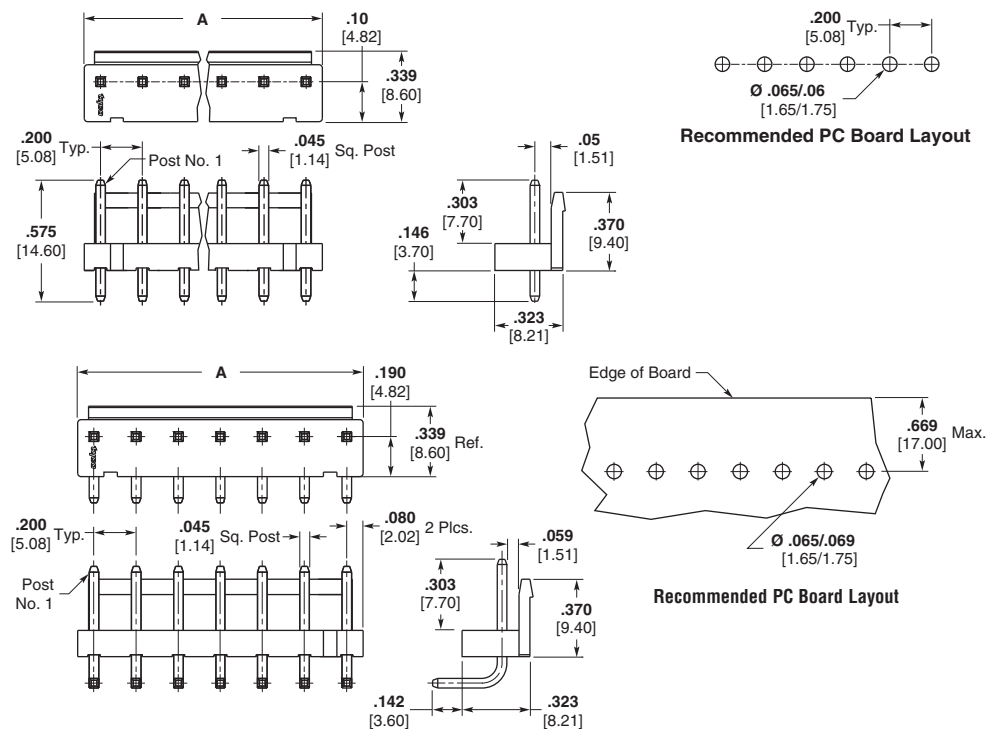 A
.10
[4.82]
.339
[8.60]
.200
[5.08] Typ.
Ø .065/.06
[1.65/1.75]
Recommended PC Board Layout
.200
[5.08] Typ.
Post No. 1
.045
[1.14] Sq. Post
.575
[14.60]
.05
[1.51]
.303
[7.70]
.146
[3.70]
.370
[9.40]
.323
[8.21]
A
.190
[4.82]
.339
[8.60] Ref.
Edge of Board
.669
[17.00] Max.
Ø .065/.069
[1.65/1.75]
Recommended PC Board Layout
.200
[5.08] Typ.
.045
[1.14] Sq. Post
.080
[2.02] 2 Plcs.
Post
No. 1
.059
[1.51]
.303
[7.70]
.370
[9.40]
.142
[3.60]
.323
[8.21]